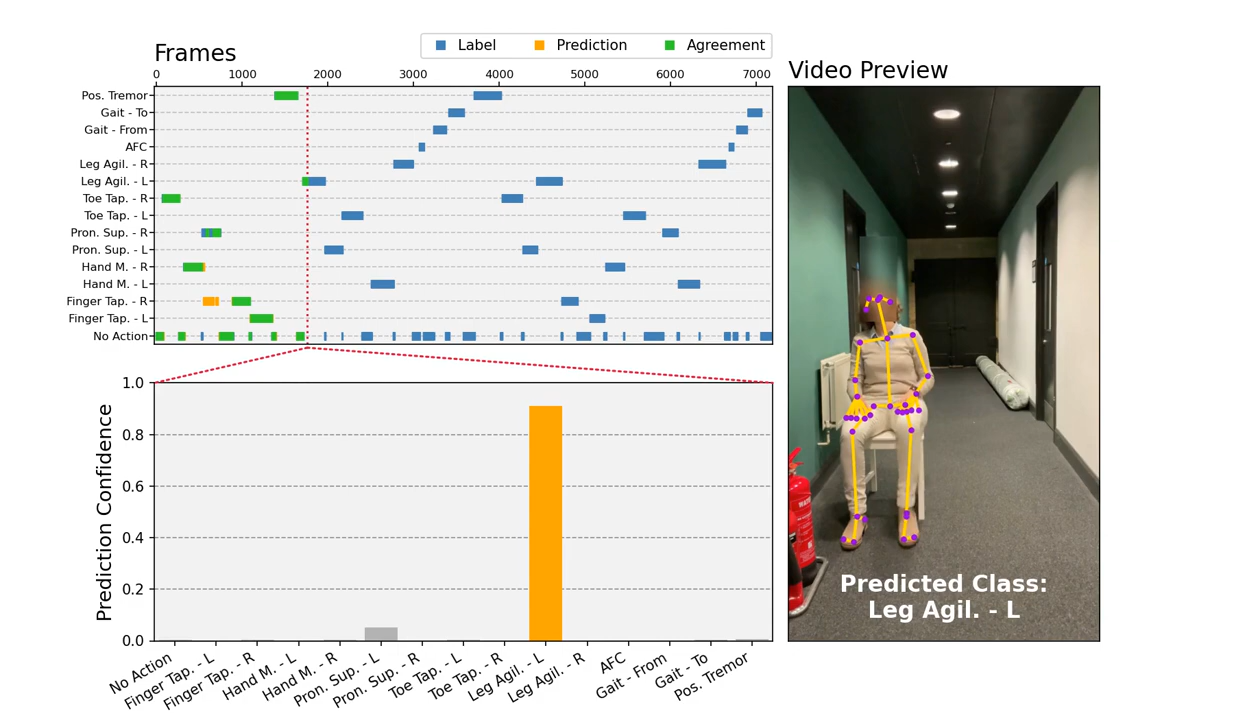 Frames
Label Prediction Agreement
0 1000 2000 3000 4000 5000 6000 7000
Pos. Tremor
Gait - To
Gait - From
AFC
Leg Agil. - R
Leg Agil. - L
Toe Tap. - R
Toe Tap. - L
Pron. Sup. - R
Pron. Sup. - L
Hand M. - R
Hand M. - L
Finger Tap. - R
Finger Tap. - L
No Action
Video Preview
Predicted Class:
Leg Agil. - L
Prediction Confidence
1.0
0.8
0.6
0.4
0.2
0.0
No Action
Finger Tap. - L
Finger Tap. - R
Hand M. - L
Hand M. - R
Pron. Sup. - L
Pron. Sup. - R
Toe Tap. - L
Toe Tap. - R
Leg Agil. - L
Leg Agil. - R
AFC
Gait - From
Gait - To
Pos. Tremor